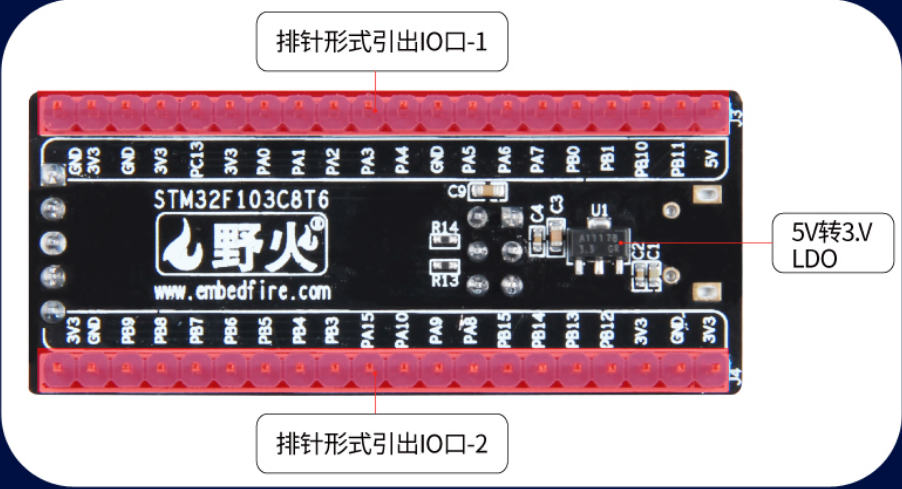 排针形式引出IO口-1
J3
GND 3V3 GND 3V3 PC13 3V3 PA0 PA1 PA2 PA3 PA4 GND PA5 PA6 PA7 PB0 PB1 PB10 PB11 5V
STM32F103C8T6
C9
C4
C3
U1
R14
野火®
A1117B
5V转3.V
LDO
C2
C1
R13
www.embedfire.com
3V3 GND PB9 PB8 PB7 PB6 PB5 PB4 PB3 PA15 PA10 PA9 PA8 PB15 PB14 PB13 PB12 3V3 GND 3V3
J4
排针形式引出IO口-2